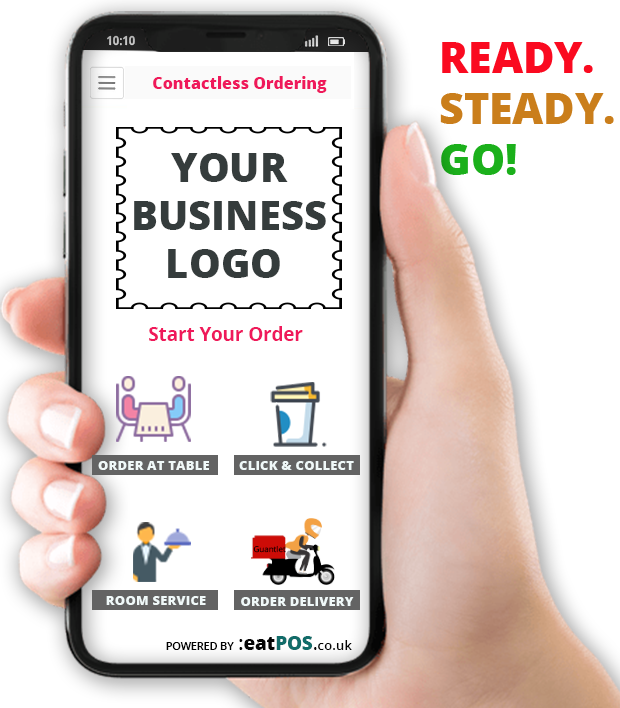 10:10
Contactless Ordering
READY.
STEADY.
GO!
YOUR
BUSINESS
LOGO
Start Your Order
ORDER AT TABLE
CLICK & COLLECT
Guanties
ROOM SERVICE
ORDER DELIVERY
POWERED BY :eatPOS.co.uk